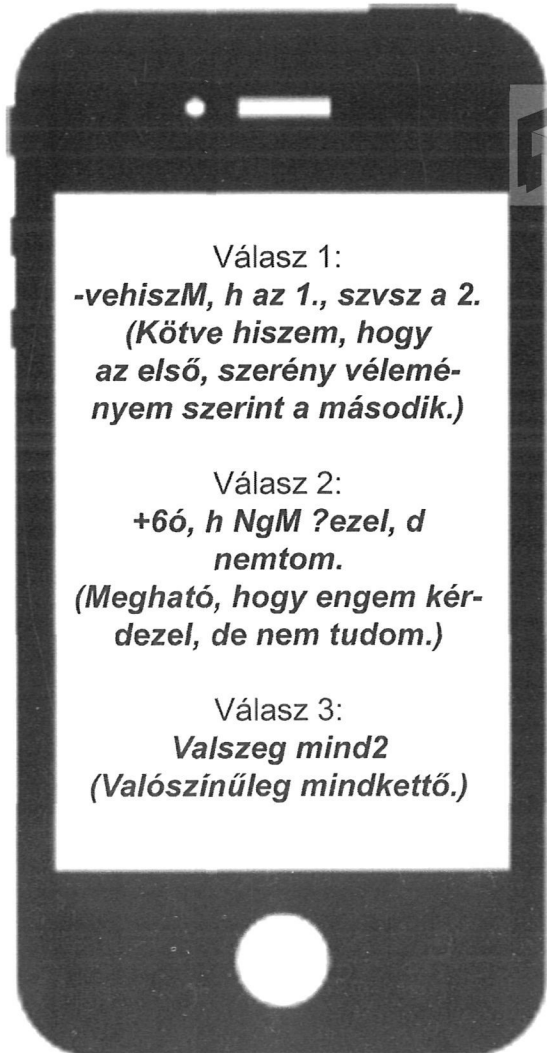 Válasz 1:
-vehiszM, h az 1., szvsz a 2.
(Kötve hiszem, hogy
az első, szerény vélemé-
nyem szerint a második.)
Válasz 2:
+6ó, h NgM ?ezel, d
nemtom.
(Megható, hogy engem kér-
dezel, de nem tudom.)
Válasz 3:
Valszeg mind2
(Valószínűleg mindkettő.)